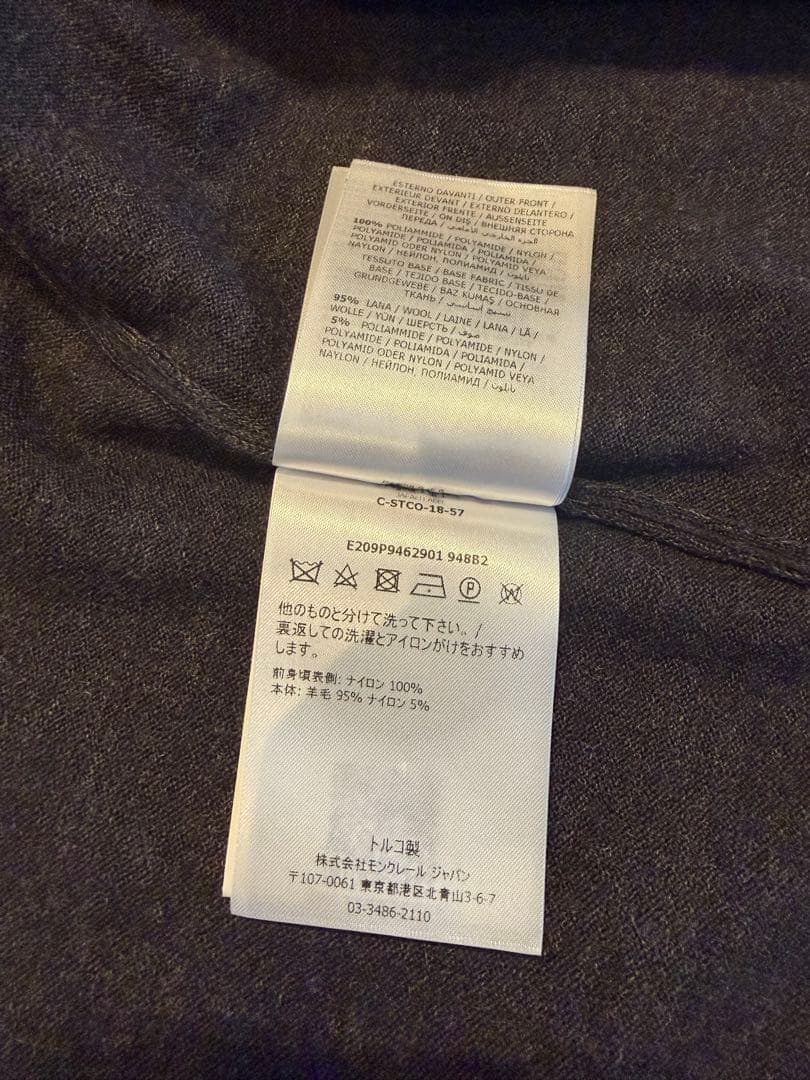 ESTERNO DAVANTI / OUTER FRONT /
EXTERIEUR DEVANT / EXTERNO DELANTERO /
EXTERIOR FRENTE / AUSSENSEITE
VORDERSEITE / ÖN DIŞ / ВНЕШНЯЯ СТОРОНА
ПЕРЕДА / الجزء الخارجي الأمامي
100% POLIAMMIDE / POLYAMIDE / NYLON /
POLYAMIDE / POLIAMIDA / POLIAMIDA /
POLYAMID ODER NYLON / POLYAMID VEYA
NAYLON / НЕЙЛОН, ПОЛИАМИД / نايلون
TESSUTO BASE / BASE FABRIC / TISSU DE
BASE / TEJIDO BASE / TECIDO-BASE /
GRUNDGEWEBE / BAZ KUMAŞ / ОСНОВНАЯ
ТКАНЬ / نسيج أساسي
95% LANA / WOOL / LAINE / LANA / LÃ /
WOLLE / YÜN / ШЕРСТЬ / صوف
5% POLIAMMIDE / POLYAMIDE / NYLON /
POLYAMIDE / POLIAMIDA / POLIAMIDA /
POLYAMID ODER NYLON / POLYAMID VEYA
NAYLON / НЕЙЛОН, ПОЛИАМИД / نايلون
C-STCO-18-57
E209P9462901 948B2
P W
他のものと分けて洗って下さい。/
裏返しての洗濯とアイロンがけをおすすめ
します。
前身頃表側: ナイロン 100%
本体: 羊毛 95% ナイロン 5%
トルコ製
株式会社モンクレール ジャパン
〒107-0061 東京都港区北青山3-6-7
03-3486-2110